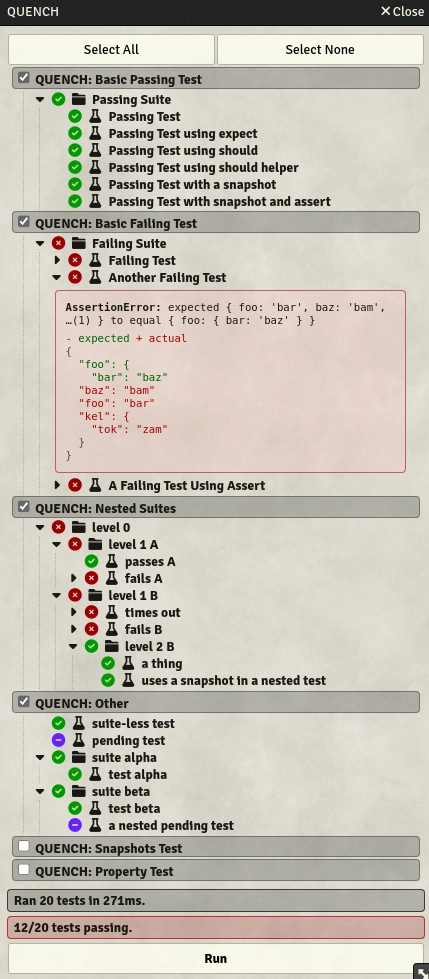 QUENCH
Close
Select All
Select None
QUENCH: Basic Passing Test
Passing Suite
Passing Test
Passing Test using expect
Passing Test using should
Passing Test using should helper
Passing Test with a snapshot
Passing Test with snapshot and assert
QUENCH: Basic Failing Test
Failing Suite
Failing Test
Another Failing Test
AssertionError: expected { foo: 'bar', baz: 'bam',
…(1) } to equal { foo: { bar: 'baz' } }
- expected + actual
{
"foo": {
"bar": "baz"
"baz": "bam"
"foo": "bar"
"kel": {
"tok": "zam"
}
}
A Failing Test Using Assert
QUENCH: Nested Suites
level 0
level 1 A
passes A
fails A
level 1 B
times out
fails B
level 2 B
a thing
uses a snapshot in a nested test
QUENCH: Other
suite-less test
pending test
suite alpha
test alpha
suite beta
test beta
a nested pending test
QUENCH: Snapshots Test
QUENCH: Property Test
Ran 20 tests in 271ms.
12/20 tests passing.
Run